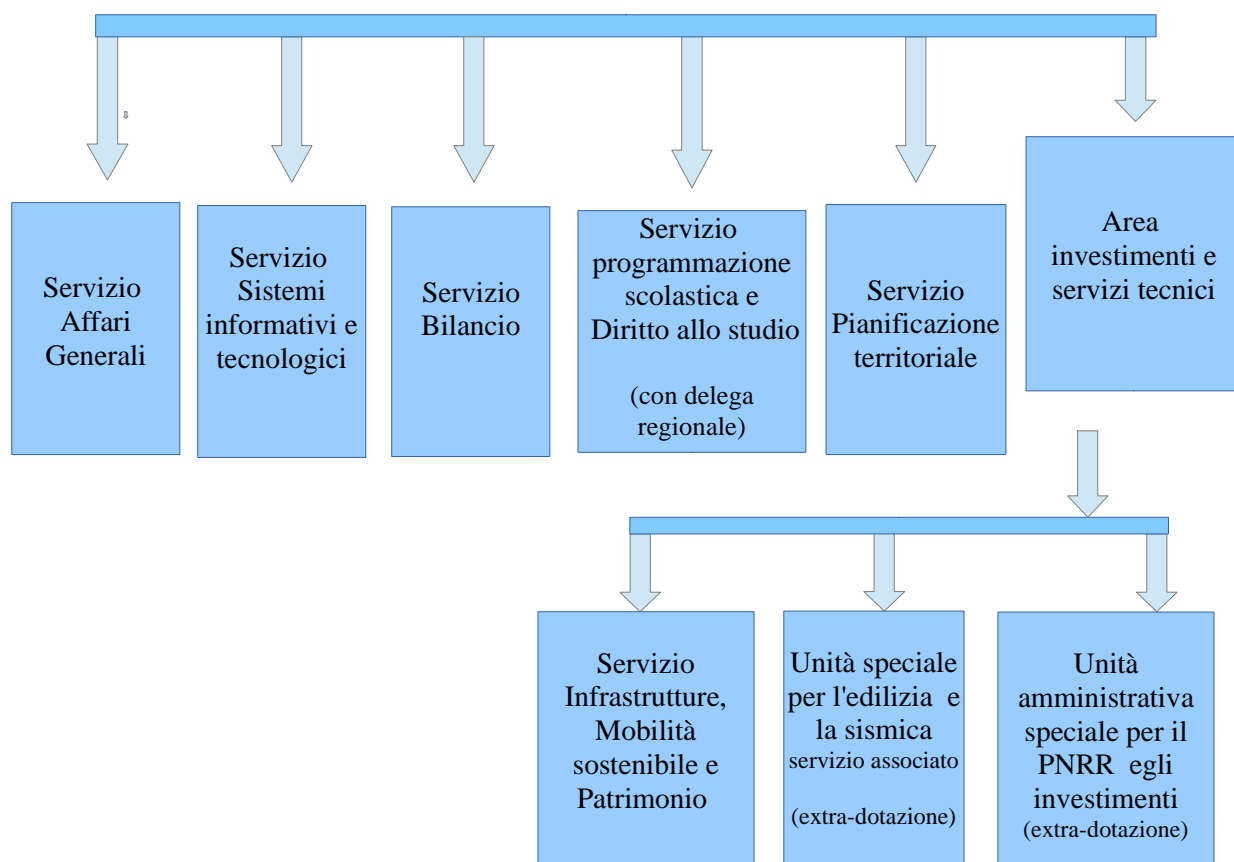 Servizio
Affari
Generali
Servizio
Sistemi
informativi e
tecnologici
Servizio
Bilancio
Servizio
programmazione
scolastica e
Diritto allo studio
(con delega
regionale)
Servizio
Pianificazione
territoriale
Area
investimenti e
servizi tecnici
Servizio
Infrastrutture,
Mobilità
sostenibile e
Patrimonio
Unità speciale
per l'edilizia e
la sismica
servizio associato
(extra-dotazione)
Unità
amministrativa
speciale per il
PNRR egli
investimenti
(extra-dotazione)